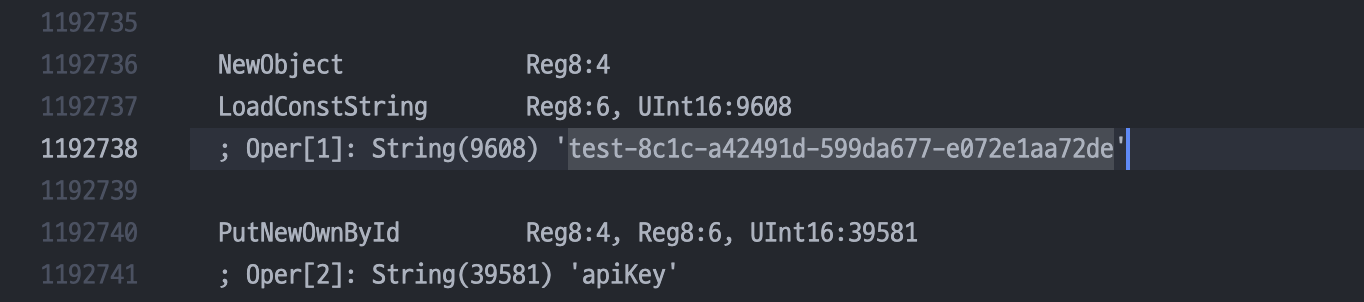 1192735
1192736 NewObject Reg8:4
1192737 LoadConstString Reg8:6, UInt16:9608
1192738 ; Oper[1]: String(9608) 'test-8c1c-a42491d-599da677-e072e1aa72de'
1192739
1192740 PutNewOwnById Reg8:4, Reg8:6, UInt16:39581
1192741 ; Oper[2]: String(39581) 'apiKey'